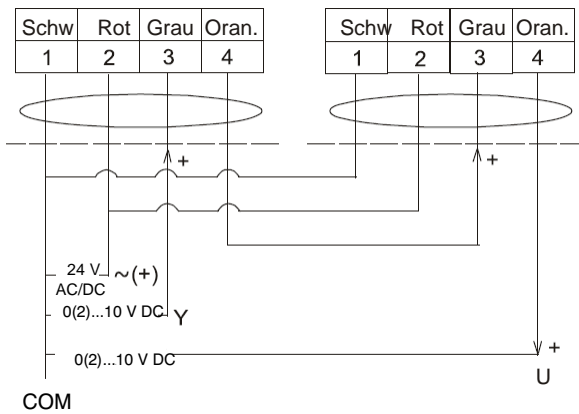 Schw Rot Grau Oran. Schw Rot Grau Oran.
1 2 3 4 1 2 3 4
+ +
24 V ~(+)
AC/DC
0(2)...10 V DC Y
0(2)...10 V DC +
U
COM